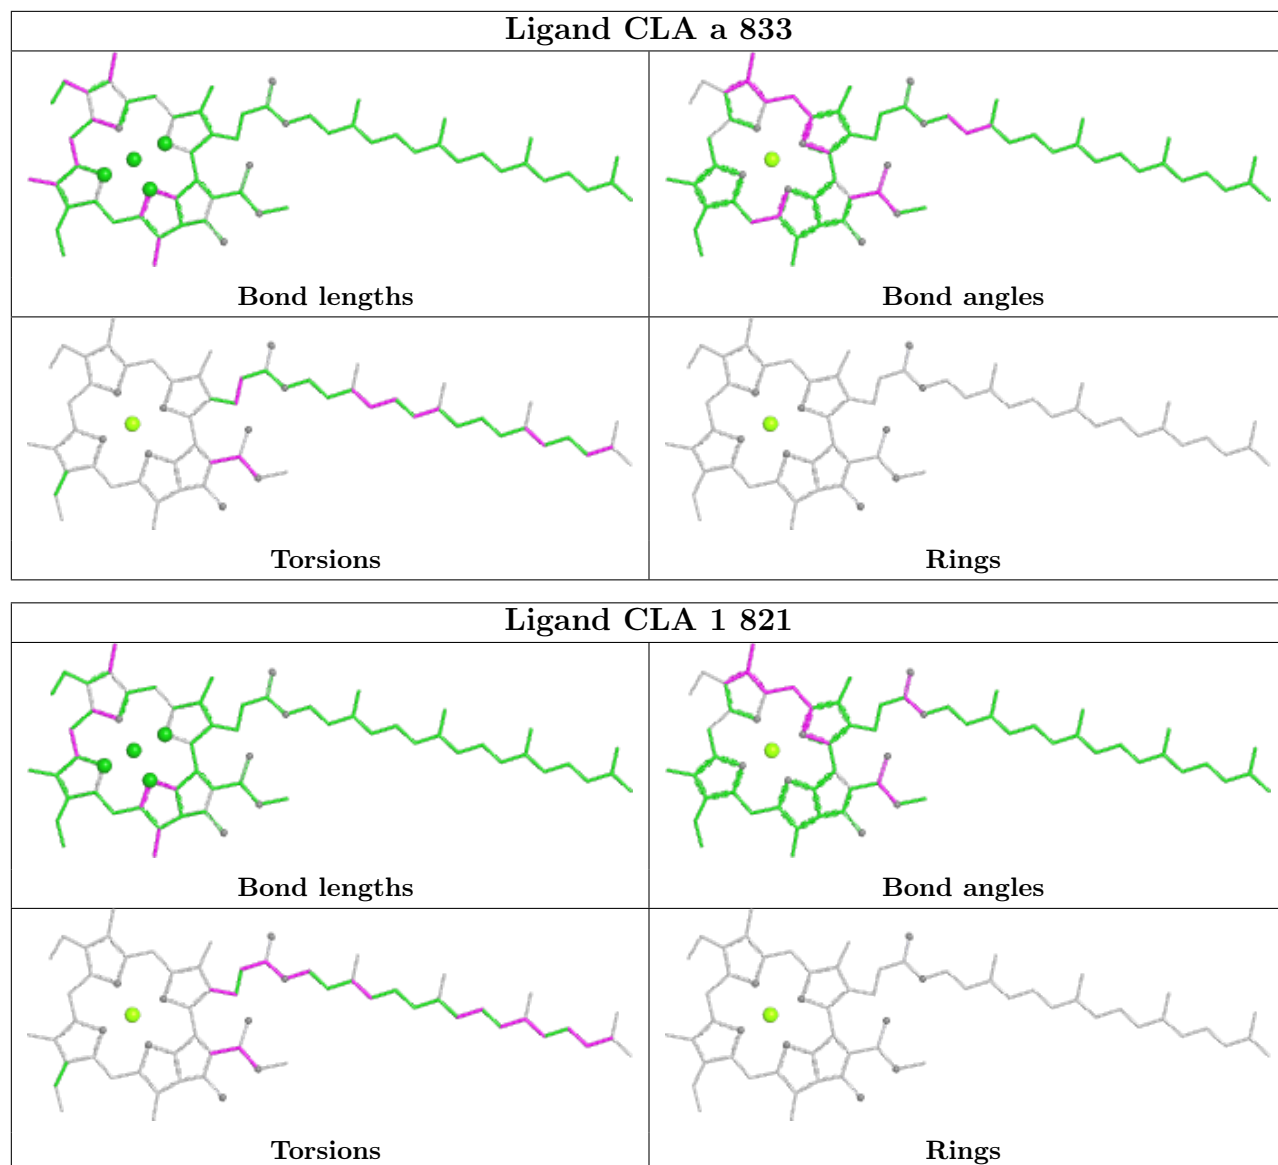 Ligand CLA a 833
Bond lengths
Bond angles
Torsions
Rings
Ligand CLA 1 821
Bond lengths
Bond angles
Torsions
Rings